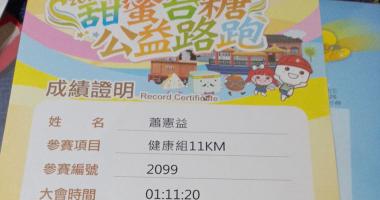 甜蜜台糖
公益路跑
成績證明
Record Certificate
姓名 蕭憲益
參賽項目 健康組11KM
參賽編號 2099
大會時間 01:11:20